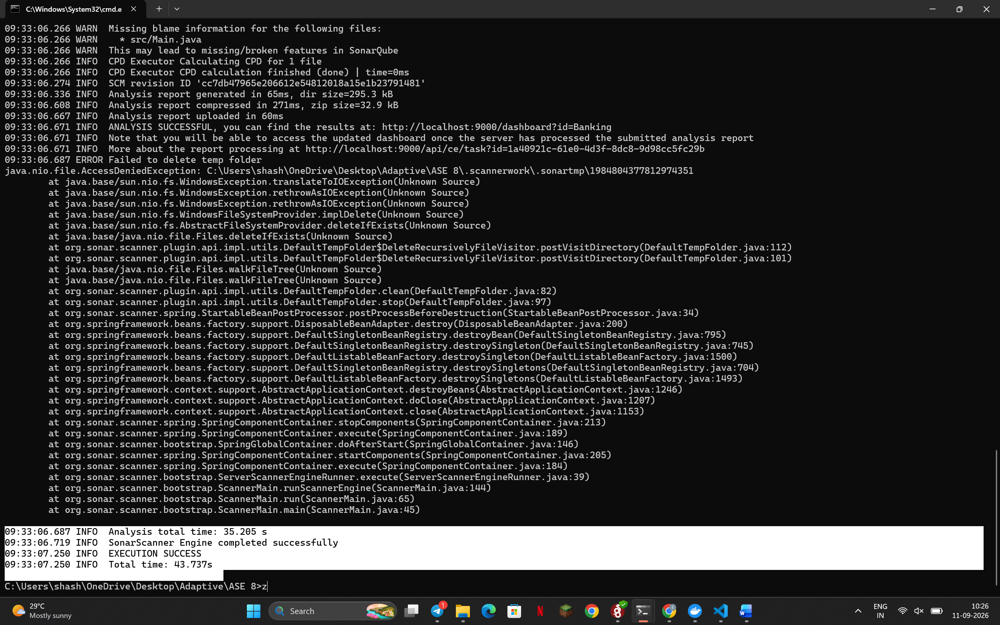 C:\Windows\System32\cmd.e
09:33:06.266 WARN  Missing blame information for the following files:
09:33:06.266 WARN    * src/Main.java
09:33:06.266 WARN  This may lead to missing/broken features in SonarQube
09:33:06.266 INFO  CPD Executor Calculating CPD for 1 file
09:33:06.266 INFO  CPD Executor CPD calculation finished (done) | time=0ms
09:33:06.274 INFO  SCM revision ID 'cc7db47965e206612e54812018a15e1b23791481'
09:33:06.336 INFO  Analysis report generated in 65ms, dir size=295.3 kB
09:33:06.608 INFO  Analysis report compressed in 271ms, zip size=32.9 kB
09:33:06.667 INFO  Analysis report uploaded in 60ms
09:33:06.671 INFO  ANALYSIS SUCCESSFUL, you can find the results at: http://localhost:9000/dashboard?id=Banking
09:33:06.671 INFO  Note that you will be able to access the updated dashboard once the server has processed the submitted analysis report
09:33:06.671 INFO  More about the report processing at http://localhost:9000/api/ce/task?id=1a40921c-61e0-4d3f-8dc8-9d98cc5fc29b
09:33:06.687 ERROR Failed to delete temp folder
java.nio.file.AccessDeniedException: C:\Users\shash\OneDrive\Desktop\Adaptive\ASE 8\.scannerwork\.sonartmp\1984804377812974351
        at java.base/sun.nio.fs.WindowsException.translateToIOException(Unknown Source)
        at java.base/sun.nio.fs.WindowsException.rethrowAsIOException(Unknown Source)
        at java.base/sun.nio.fs.WindowsException.rethrowAsIOException(Unknown Source)
        at java.base/sun.nio.fs.WindowsFileSystemProvider.implDelete(Unknown Source)
        at java.base/sun.nio.fs.AbstractFileSystemProvider.deleteIfExists(Unknown Source)
        at java.base/java.nio.file.Files.deleteIfExists(Unknown Source)
        at org.sonar.scanner.plugin.api.impl.utils.DefaultTempFolder$DeleteRecursivelyFileVisitor.postVisitDirectory(DefaultTempFolder.java:112)
        at org.sonar.scanner.plugin.api.impl.utils.DefaultTempFolder$DeleteRecursivelyFileVisitor.postVisitDirectory(DefaultTempFolder.java:101)
        at java.base/java.nio.file.Files.walkFileTree(Unknown Source)
        at java.base/java.nio.file.Files.walkFileTree(Unknown Source)
        at org.sonar.scanner.plugin.api.impl.utils.DefaultTempFolder.clean(DefaultTempFolder.java:82)
        at org.sonar.scanner.plugin.api.impl.utils.DefaultTempFolder.stop(DefaultTempFolder.java:97)
        at org.sonar.scanner.spring.StartableBeanPostProcessor.postProcessBeforeDestruction(StartableBeanPostProcessor.java:34)
        at org.springframework.beans.factory.support.DisposableBeanAdapter.destroy(DisposableBeanAdapter.java:200)
        at org.springframework.beans.factory.support.DefaultSingletonBeanRegistry.destroyBean(DefaultSingletonBeanRegistry.java:795)
        at org.springframework.beans.factory.support.DefaultSingletonBeanRegistry.destroySingleton(DefaultSingletonBeanRegistry.java:745)
        at org.springframework.beans.factory.support.DefaultListableBeanFactory.destroySingleton(DefaultListableBeanFactory.java:1500)
        at org.springframework.beans.factory.support.DefaultSingletonBeanRegistry.destroySingletons(DefaultSingletonBeanRegistry.java:704)
        at org.springframework.beans.factory.support.DefaultListableBeanFactory.destroySingletons(DefaultListableBeanFactory.java:1493)
        at org.springframework.context.support.AbstractApplicationContext.destroyBeans(AbstractApplicationContext.java:1246)
        at org.springframework.context.support.AbstractApplicationContext.doClose(AbstractApplicationContext.java:1207)
        at org.springframework.context.support.AbstractApplicationContext.close(AbstractApplicationContext.java:1153)
        at org.sonar.scanner.spring.SpringComponentContainer.stopComponents(SpringComponentContainer.java:213)
        at org.sonar.scanner.spring.SpringComponentContainer.execute(SpringComponentContainer.java:189)
        at org.sonar.scanner.bootstrap.SpringGlobalContainer.doAfterStart(SpringGlobalContainer.java:146)
        at org.sonar.scanner.spring.SpringComponentContainer.startComponents(SpringComponentContainer.java:205)
        at org.sonar.scanner.spring.SpringComponentContainer.execute(SpringComponentContainer.java:184)
        at org.sonar.scanner.bootstrap.ServerScannerEngineRunner.execute(ServerScannerEngineRunner.java:39)
        at org.sonar.scanner.bootstrap.ScannerMain.runScannerEngine(ScannerMain.java:144)
        at org.sonar.scanner.bootstrap.ScannerMain.run(ScannerMain.java:65)
        at org.sonar.scanner.bootstrap.ScannerMain.main(ScannerMain.java:45)
09:33:06.687 INFO  Analysis total time: 35.205 s
09:33:06.719 INFO  SonarScanner Engine completed successfully
09:33:07.250 INFO  EXECUTION SUCCESS
09:33:07.250 INFO  Total time: 43.737s
C:\Users\shash\OneDrive\Desktop\Adaptive\ASE 8>z
29°C
Mostly sunny
Search
1
ENG
IN
10:26
11-09-2026